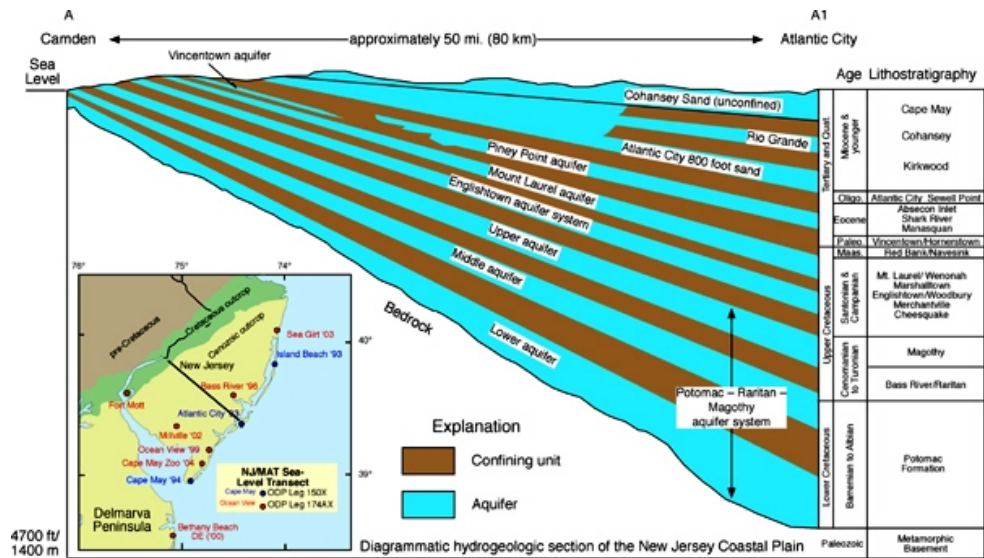 A
A1
Camden
approximately 50 mi. (80 km)
Atlantic City
Vincentown aquifer
Sea
Level
Age
Lithostratigraphy
Cohansey Sand (unconfined)
Rio Grande
Atlantic City 800 foot sand
Piney Point aquifer
Mount Laurel aquifer
Englishtown aquifer system
Upper aquifer
Middle aquifer
Lower aquifer
Bedrock
Potomac – Raritan –
Magothy
aquifer system
Tertiary and Quat.
Miocene &
younger
Cape May
Cohansey
Kirkwood
Oligo.
Atlantic City Sewell Point
Eocene
Absecon Inlet
Shark River
Manasquan
Paleo.
Vincentown/Hornerstown
Maas.
Red Bank/Navesink
Upper Cretaceous
Santonian &
Campanian
Mt. Laurel/ Wenonah
Marshalltown
Englishtown/Woodbury
Merchantville
Cheesquake
Cenomanian
to Turonian
Magothy
Bass River/Raritan
Lower Cretaceous
Barremian to Albian
Potomac
Formation
Paleozoic
Metamorphic
Basement
Explanation
Confining unit
Aquifer
76°
75°
74°
pre-Cretaceous
Cretaceous outcrop
Cenozoic outcrop
New Jersey
Sea Girt '03
40°
Island Beach '93
Bass River '96
Fort Mott
Atlantic City '93
Millville '02
Ocean View '99
Cape May Zoo '04
39°
Cape May '94
NJ/MAT Sea-
Level Transect
Cape May ODP Leg 150X
Ocean View ODP Leg 174AX
Delmarva
Peninsula
Bethany Beach
DE ('00)
4700 ft/
1400 m
Diagrammatic hydrogeologic section of the New Jersey Coastal Plain